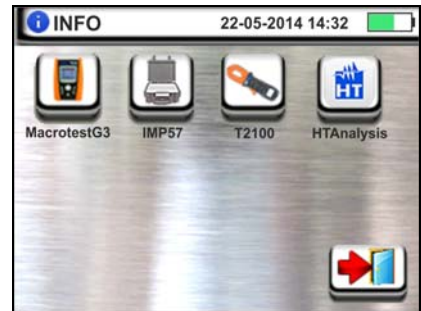 i INFO 22-05-2014 14:32
MacrotestG3 IMP57 T2100 HTAnalysis
HT